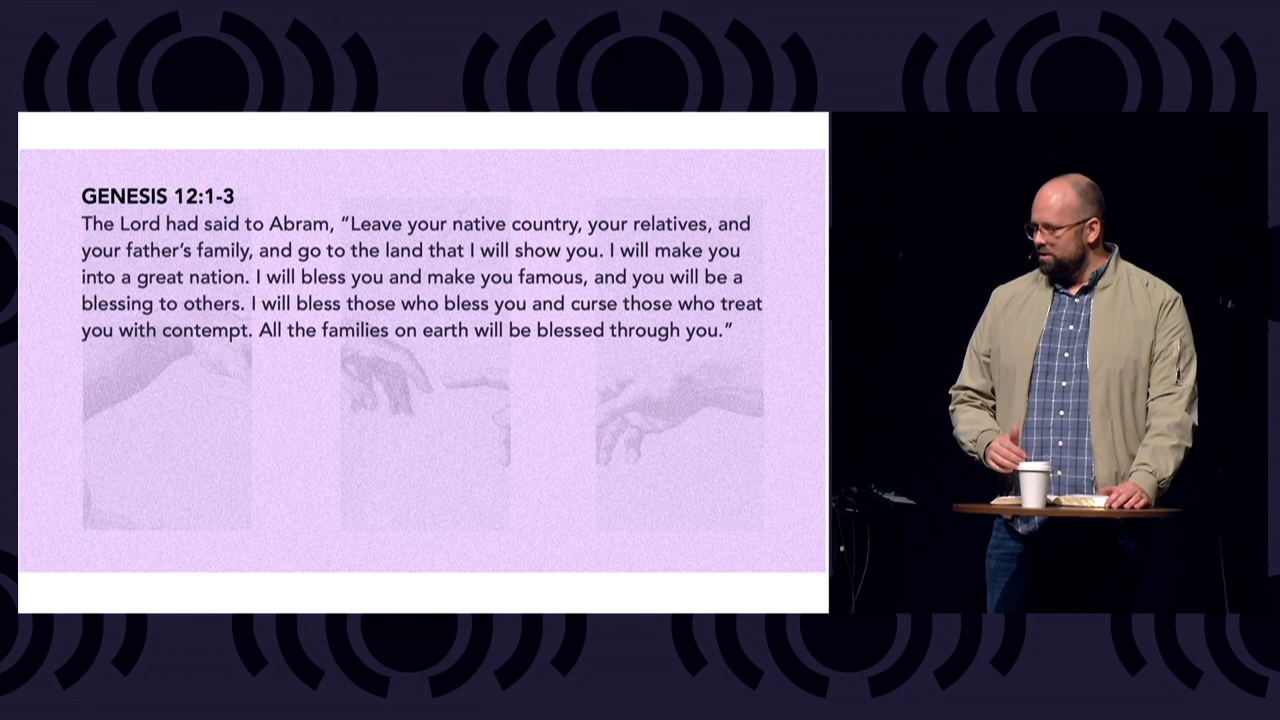 GENESIS 12:1-3
The Lord had said to Abram, “Leave your native country, your relatives, and
your father’s family, and go to the land that I will show you. I will make you
into a great nation. I will bless you and make you famous, and you will be a
blessing to others. I will bless those who bless you and curse those who treat
you with contempt. All the families on earth will be blessed through you.”